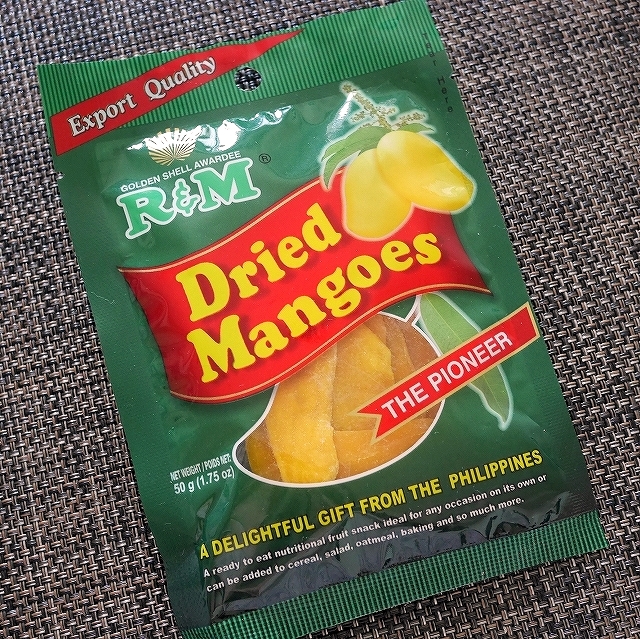 Export Quality
Tear Here
GOLDEN SHELL AWARDEE
R&M®
Dried
Mangoes
THE PIONEER
NET WEIGHT / POIDS NET:
50 g (1.75 oz)
A DELIGHTFUL GIFT FROM THE PHILIPPINES
A ready to eat nutritional fruit snack ideal for any occasion on its own or
can be added to cereal, salad, oatmeal, baking and so much more.